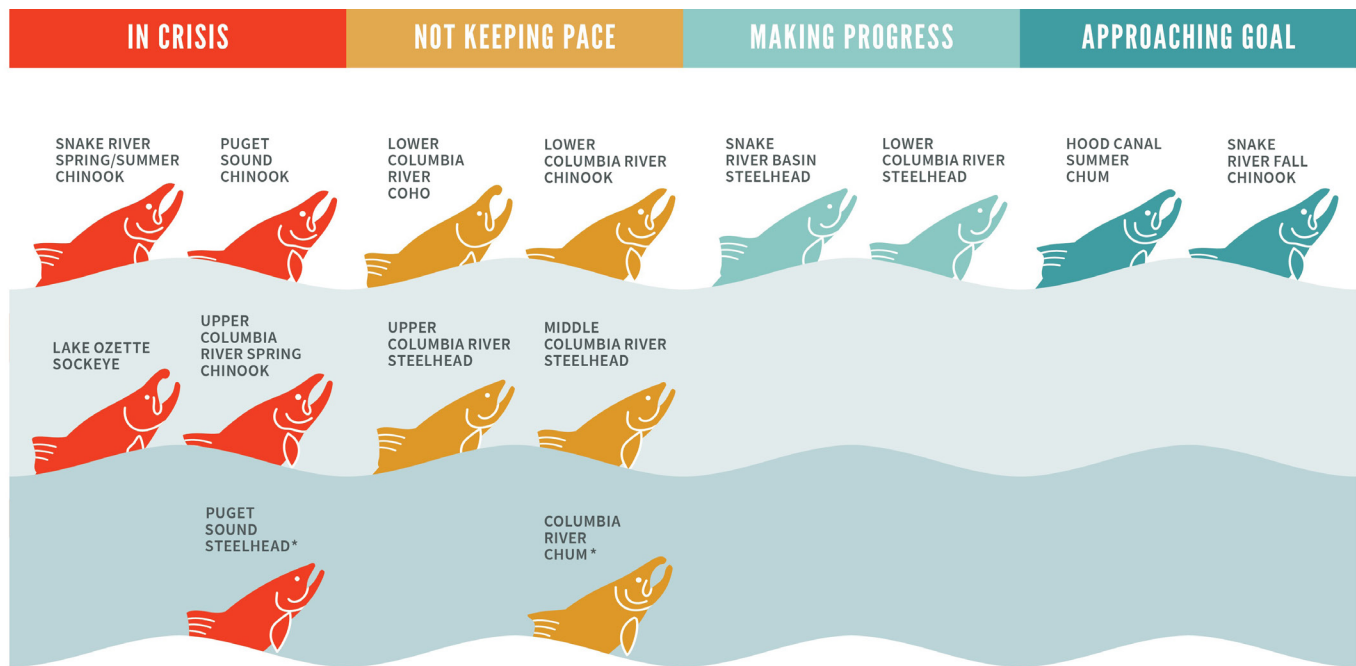 IN CRISIS
NOT KEEPING PACE
MAKING PROGRESS
APPROACHING GOAL
SNAKE RIVER
SPRING/SUMMER
CHINOOK
PUGET
SOUND
CHINOOK
LOWER
COLUMBIA
RIVER
COHO
LOWER
COLUMBIA RIVER
CHINOOK
SNAKE
RIVER BASIN
STEELHEAD
LOWER
COLUMBIA RIVER
STEELHEAD
HOOD CANAL
SUMMER
CHUM
SNAKE
RIVER FALL
CHINOOK
LAKE OZETTE
SOCKEYE
UPPER
COLUMBIA
RIVER SPRING
CHINOOK
UPPER
COLUMBIA RIVER
STEELHEAD
MIDDLE
COLUMBIA RIVER
STEELHEAD
PUGET
SOUND
STEELHEAD*
COLUMBIA
RIVER
CHUM *